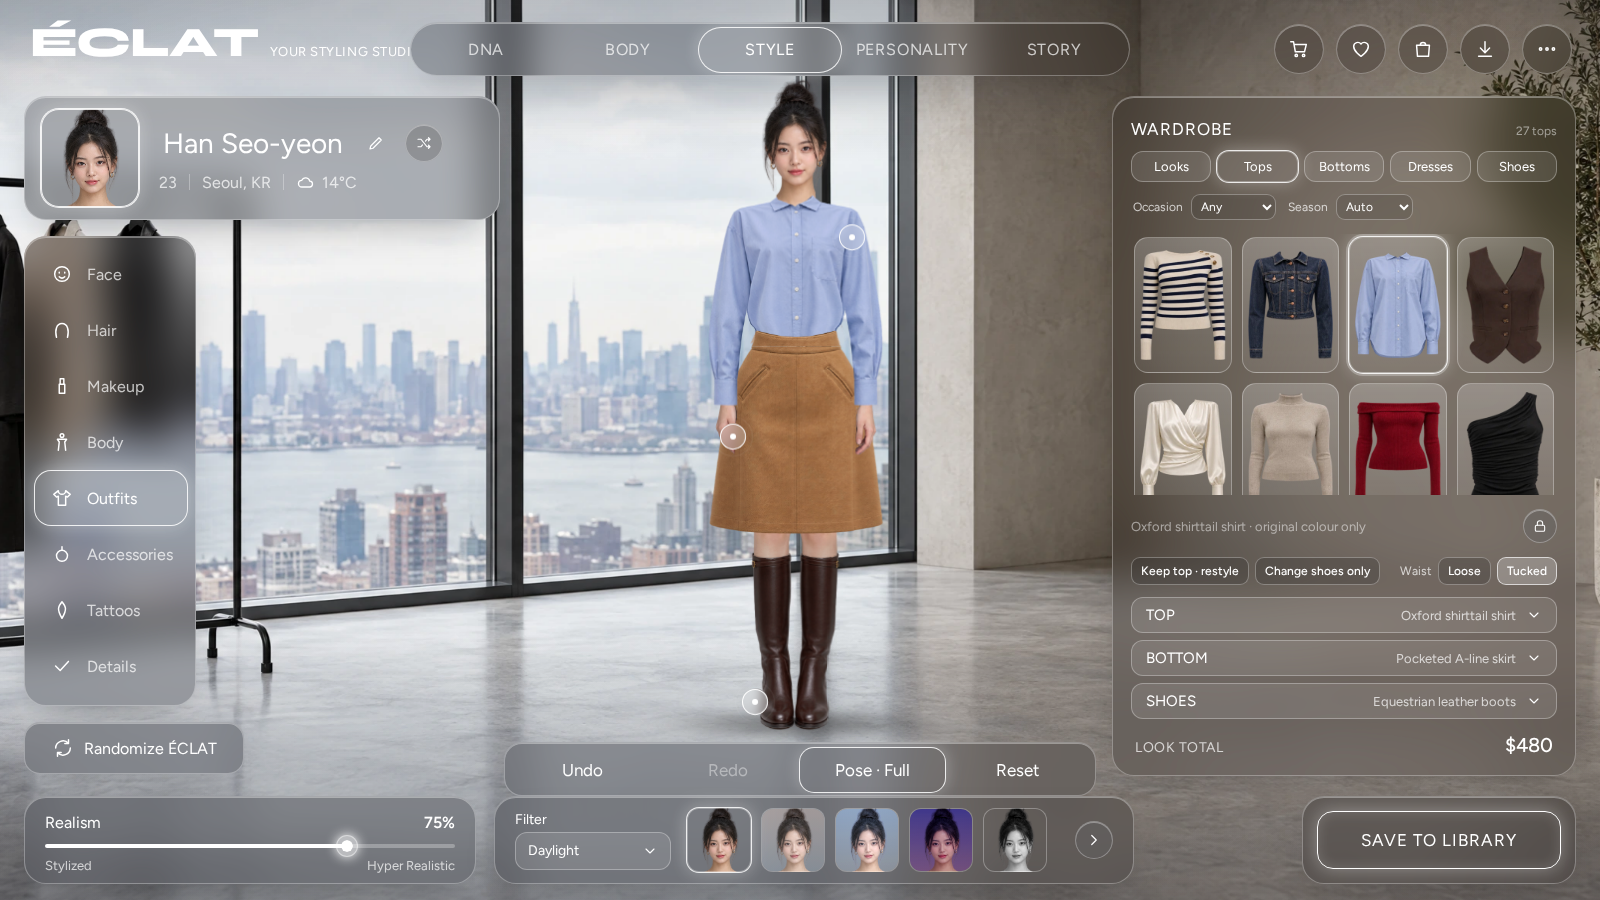 ÉCLAT
YOUR STYLING STUDI
DNA
BODY
STYLE
PERSONALITY
STORY
Han Seo-yeon
23
Seoul, KR
14°C
Face
Hair
Makeup
Body
Outfits
Accessories
Tattoos
Details
Randomize ÉCLAT
Realism
75%
Stylized
Hyper Realistic
Undo
Redo
Pose · Full
Reset
Filter
Daylight
WARDROBE
27 tops
Looks
Tops
Bottoms
Dresses
Shoes
Occasion
Any
Season
Auto
Oxford shirttail shirt · original colour only
Keep top · restyle
Change shoes only
Waist
Loose
Tucked
TOP
Oxford shirttail shirt
BOTTOM
Pocketed A-line skirt
SHOES
Equestrian leather boots
LOOK TOTAL
$480
SAVE TO LIBRARY